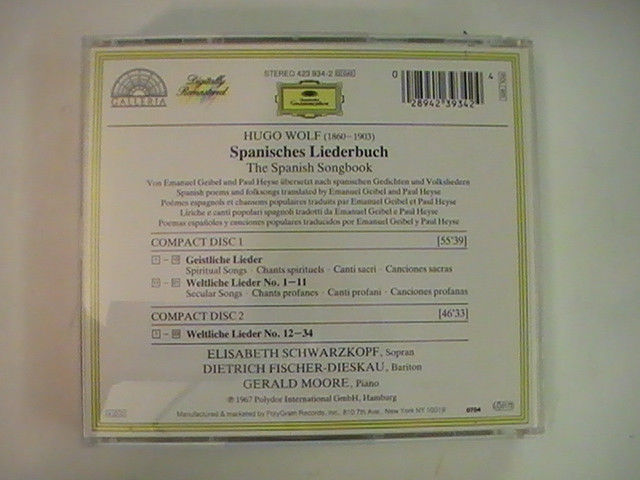 GALLERIA
Digitally
Remastered
STEREO 423 934-2
Deutsche
Grammophon
0 28942 39342 4
HUGO WOLF (1860–1903)
Spanisches Liederbuch
The Spanish Songbook
Von Emanuel Geibel und Paul Heyse übersetzt nach spanischen Gedichten und Volksliedern
Spanish poems and folksongs translated by Emanuel Geibel and Paul Heyse
Poèmes espagnols et chansons populaires traduits par Emanuel Geibel et Paul Heyse
Liriche e canti popolari spagnoli tradotti da Emanuel Geibel e Paul Heyse
Poemas españoles y canciones populares traducidos por Emanuel Geibel y Paul Heyse
COMPACT DISC 1 [55'39]
Geistliche Lieder
Spiritual Songs · Chants spirituels · Canti sacri · Canciones sacras
Weltliche Lieder No. 1–11
Secular Songs · Chants profanes · Canti profani · Canciones profanas
COMPACT DISC 2 [46'33]
Weltliche Lieder No. 12–34
ELISABETH SCHWARZKOPF, Sopran
DIETRICH FISCHER-DIESKAU, Bariton
GERALD MOORE, Piano
℗ 1967 Polydor International GmbH, Hamburg
Manufactured & marketed by PolyGram Records, Inc., 810 7th Ave., New York NY 10019 0704